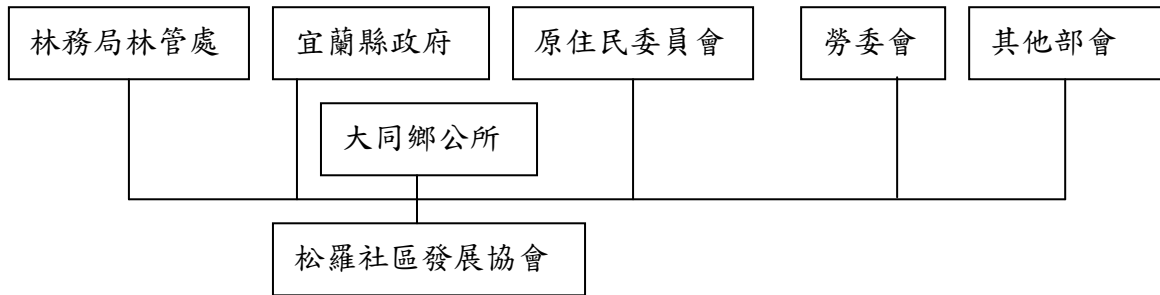 林務局林管處
宜蘭縣政府
原住民委員會
勞委會
其他部會
大同鄉公所
松羅社區發展協會